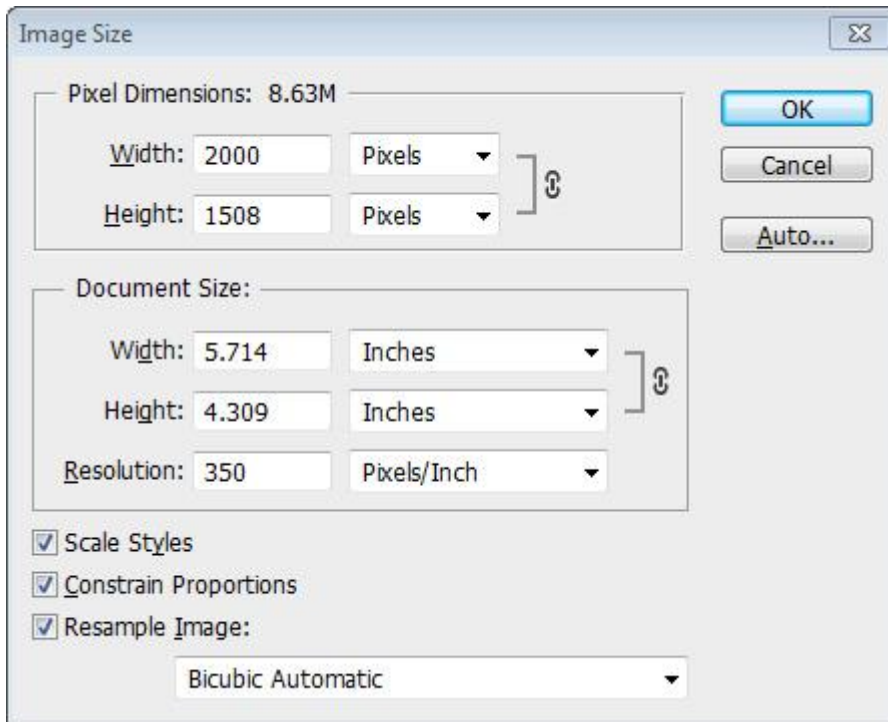 Image Size
Pixel Dimensions: 8.63M
Width: 2000 Pixels
Height: 1508 Pixels
OK
Cancel
Auto...
Document Size:
Width: 5.714 Inches
Height: 4.309 Inches
Resolution: 350 Pixels/Inch
Scale Styles
Constrain Proportions
Resample Image:
Bicubic Automatic